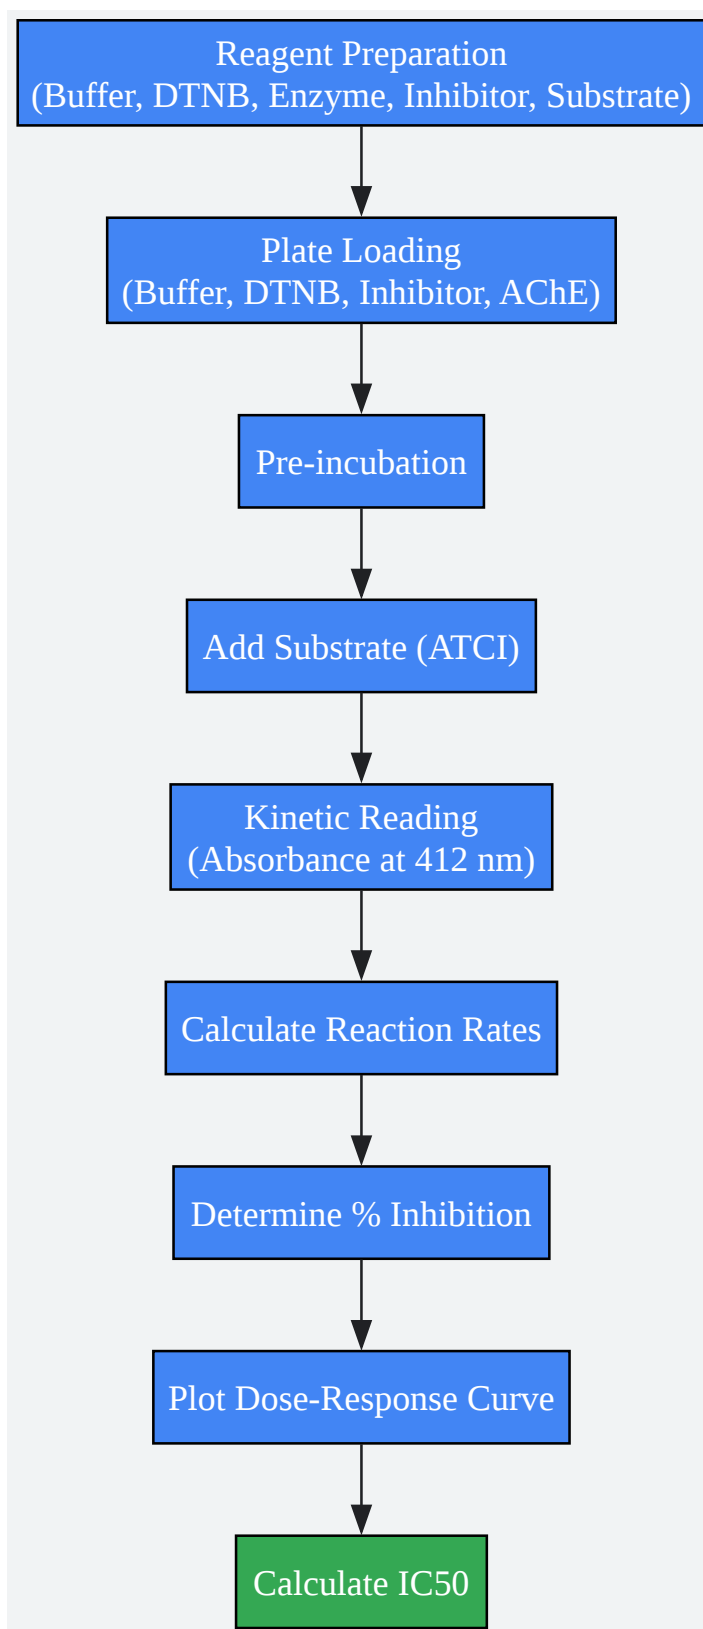 Reagent Preparation
(Buffer, DTNB, Enzyme, Inhibitor, Substrate)
Plate Loading
(Buffer, DTNB, Inhibitor, AChE)
Pre-incubation
Add Substrate (ATCI)
Kinetic Reading
(Absorbance at 412 nm)
Calculate Reaction Rates
Determine % Inhibition
Plot Dose-Response Curve
Calculate IC50